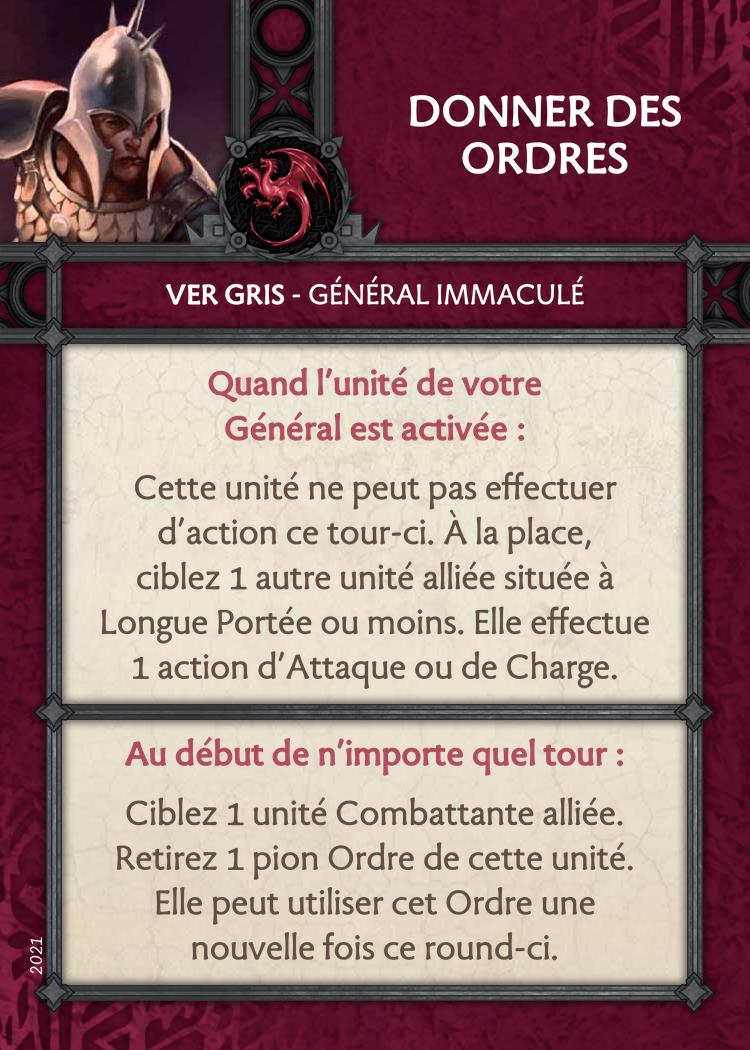 DONNER DES
ORDRES
VER GRIS - GÉNÉRAL IMMACULÉ
Quand l'unité de votre
Général est activée :
Cette unité ne peut pas effectuer
d'action ce tour-ci. À la place,
ciblez 1 autre unité alliée située à
Longue Portée ou moins. Elle effectue
1 action d'Attaque ou de Charge.
Au début de n'importe quel tour :
Ciblez 1 unité Combattante alliée.
Retirez 1 pion Ordre de cette unité.
Elle peut utiliser cet Ordre une
nouvelle fois ce round-ci.
2021